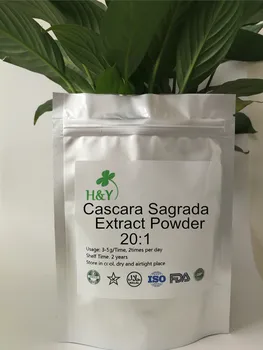 H&Y
Cascara Sagrada
Extract Powder
20:1
Usage: 3-5g/Time, 2times per day
Shelf Time: 2 years
Store in cool, dry and airtight place
ISO
FDA